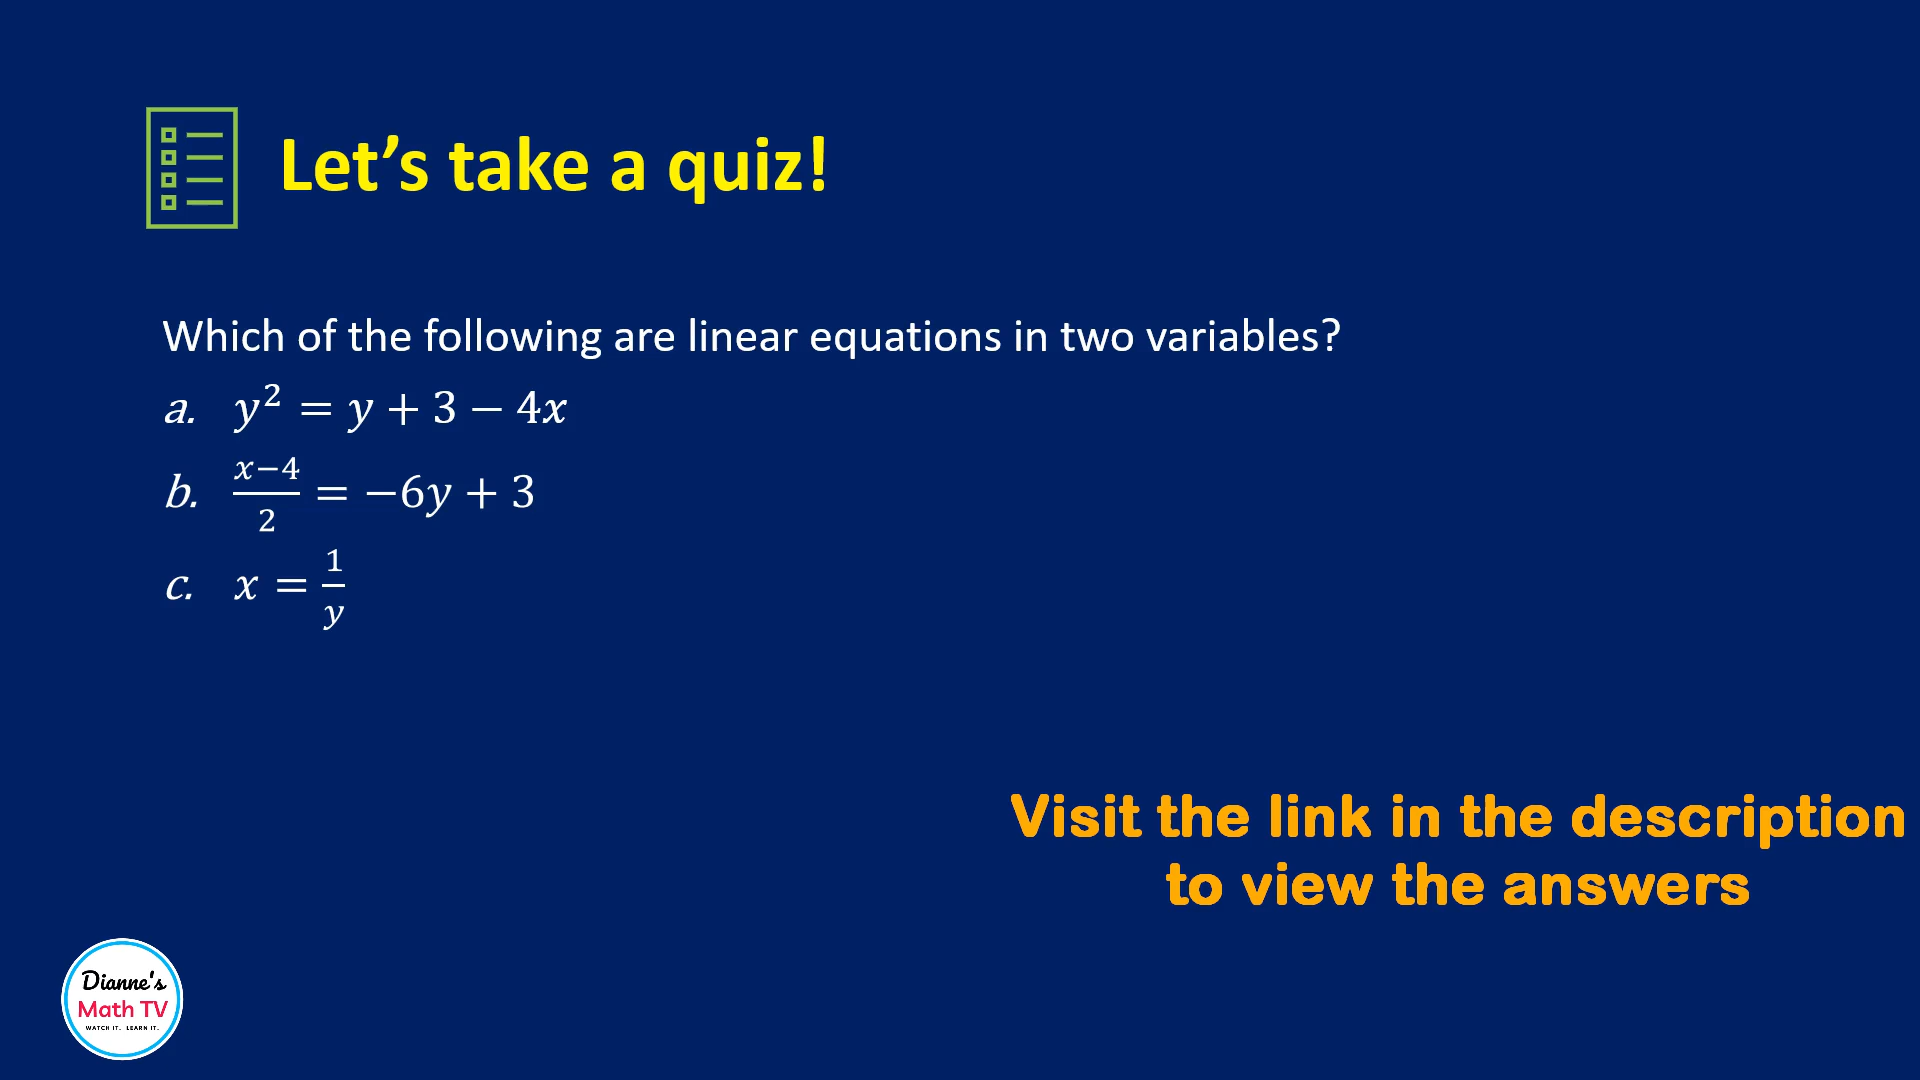 Let’s take a quiz!
Which of the following are linear equations in two variables?
a. y² = y + 3 − 4x
b. (x−4)/2 = −6y + 3
c. x = 1/y
Visit the link in the description
to view the answers
Dianne's
Math TV
WATCH IT. LEARN IT.